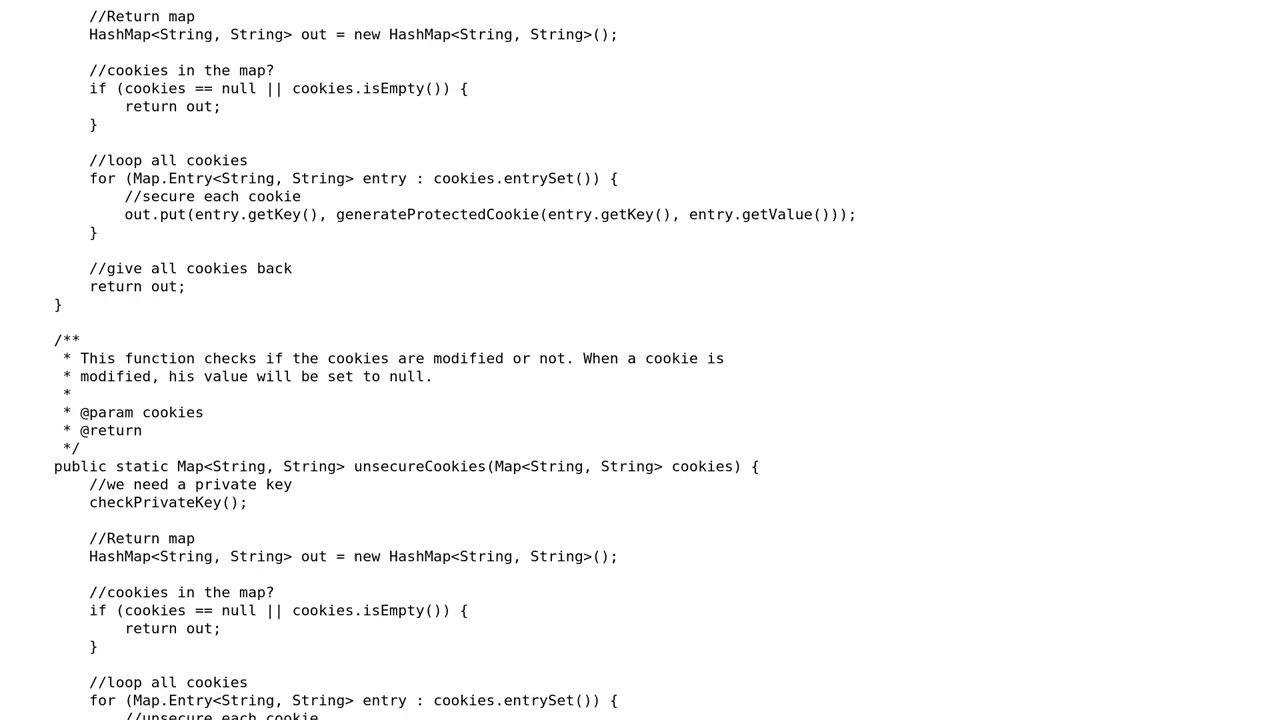 //Return map
        HashMap<String, String> out = new HashMap<String, String>();

        //cookies in the map?
        if (cookies == null || cookies.isEmpty()) {
            return out;
        }

        //loop all cookies
        for (Map.Entry<String, String> entry : cookies.entrySet()) {
            //secure each cookie
            out.put(entry.getKey(), generateProtectedCookie(entry.getKey(), entry.getValue()));
        }

        //give all cookies back
        return out;
    }

    /**
     * This function checks if the cookies are modified or not. When a cookie is
     * modified, his value will be set to null.
     *
     * @param cookies
     * @return
     */
    public static Map<String, String> unsecureCookies(Map<String, String> cookies) {
        //we need a private key
        checkPrivateKey();

        //Return map
        HashMap<String, String> out = new HashMap<String, String>();

        //cookies in the map?
        if (cookies == null || cookies.isEmpty()) {
            return out;
        }

        //loop all cookies
        for (Map.Entry<String, String> entry : cookies.entrySet()) {
            //unsecure each cookie